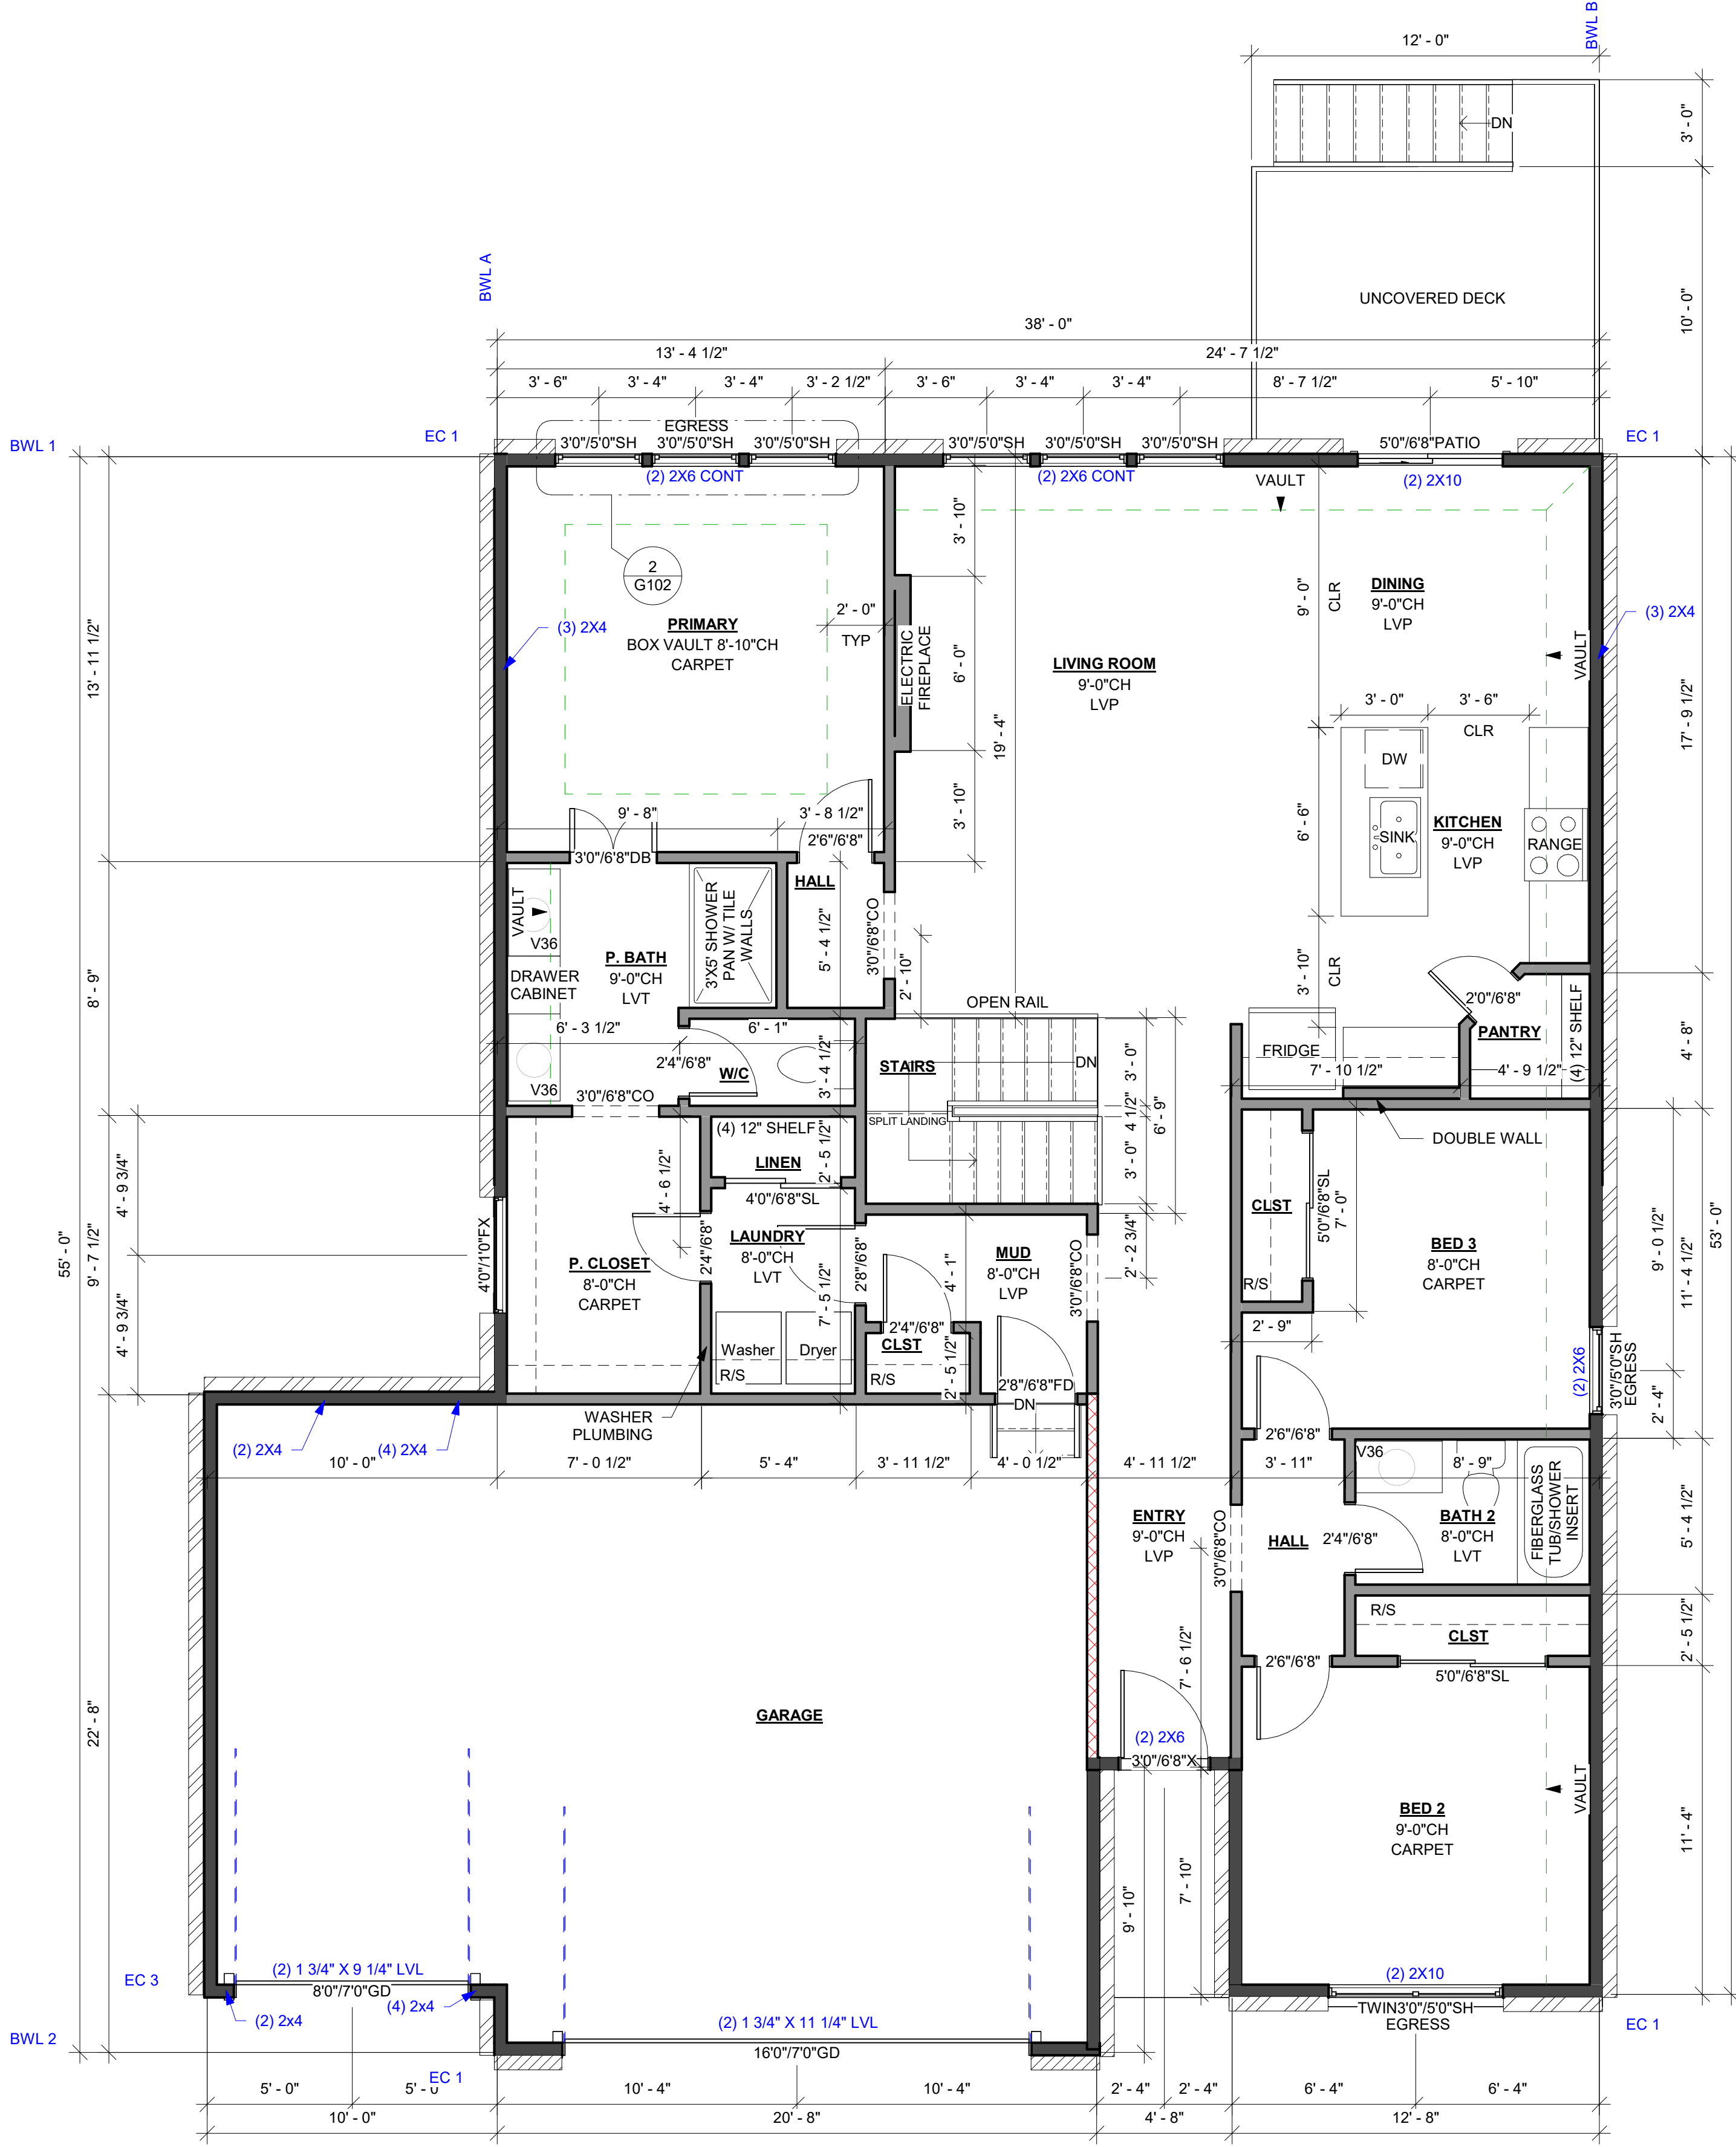 BWL B
12' - 0"
DN
3' - 0"
UNCOVERED DECK
10' - 0"
BWL A
38' - 0"
13' - 4 1/2"
24' - 7 1/2"
3' - 6"
3' - 4"
3' - 4"
3' - 2 1/2"
3' - 6"
3' - 4"
3' - 4"
8' - 7 1/2"
5' - 10"
BWL 1
EC 1
EGRESS
3'0"/5'0"SH
3'0"/5'0"SH
3'0"/5'0"SH
3'0"/5'0"SH
3'0"/5'0"SH
3'0"/5'0"SH
5'0"/6'8"PATIO
EC 1
(2) 2X6 CONT
(2) 2X6 CONT
VAULT
(2) 2X10
3' - 10"
2
G102
2' - 0"
TYP
PRIMARY
BOX VAULT 8'-10"CH
CARPET
(3) 2X4
13' - 11 1/2"
ELECTRIC
FIREPLACE
6' - 0"
19' - 4"
LIVING ROOM
9'-0"CH
LVP
9' - 0"
CLR
DINING
9'-0"CH
LVP
VAULT
(3) 2X4
17' - 9 1/2"
3' - 0"
3' - 6"
CLR
DW
SINK
KITCHEN
9'-0"CH
LVP
RANGE
6' - 6"
3' - 10"
9' - 8"
3' - 8 1/2"
2'6"/6'8"
3'0"/6'8"DB
HALL
VAULT
V36
3'X5' SHOWER
PAN W/ TILE
WALLS
5' - 4 1/2"
3'0"/6'8"CO
2' - 10"
P. BATH
9'-0"CH
LVT
DRAWER
CABINET
8' - 9"
3' - 10"
CLR
OPEN RAIL
2'0"/6'8"
PANTRY
(4) 12" SHELF
4' - 8"
6' - 3 1/2"
6' - 1"
2'4"/6'8"
W/C
3' - 4 1/2"
V36
3'0"/6'8"CO
STAIRS
DN
SPLIT LANDING
3' - 0"
4 1/2"
3' - 0"
6' - 9"
FRIDGE
7' - 10 1/2"
4' - 9 1/2"
DOUBLE WALL
(4) 12" SHELF
LINEN
2' - 5 1/2"
4'0"/6'8"SL
4' - 6 1/2"
4' - 9 3/4"
4' - 9 3/4"
9' - 7 1/2"
55' - 0"
4'0"/1'0"FX
P. CLOSET
8'-0"CH
CARPET
2'4"/6'8"
LAUNDRY
8'-0"CH
LVT
7' - 5 1/2"
2'8"/6'8"
Washer
Dryer
R/S
4' - 1"
MUD
8'-0"CH
LVP
3'0"/6'8"CO
2' - 2 3/4"
2'4"/6'8"
CLST
R/S
2' - 5 1/2"
2'8"/6'8"FD
DN
CLST
R/S
5'0"/6'8"SL
7' - 0"
2' - 9"
BED 3
8'-0"CH
CARPET
9' - 0 1/2"
11' - 4 1/2"
53' - 0"
(2) 2X6
3'0"/5'0"SH
EGRESS
2' - 4"
WASHER
PLUMBING
(2) 2X4
(4) 2X4
10' - 0"
7' - 0 1/2"
5' - 4"
3' - 11 1/2"
4' - 0 1/2"
4' - 11 1/2"
3' - 11"
8' - 9"
2'6"/6'8"
V36
BATH 2
8'-0"CH
LVT
FIBERGLASS
TUB/SHOWER
INSERT
5' - 4 1/2"
ENTRY
9'-0"CH
LVP
3'0"/6'8"CO
HALL
2'4"/6'8"
7' - 6 1/2"
R/S
CLST
2' - 5 1/2"
2'6"/6'8"
5'0"/6'8"SL
22' - 8"
GARAGE
(2) 2X6
3'0"/6'8"X
VAULT
BED 2
9'-0"CH
CARPET
11' - 4"
7' - 10"
9' - 10"
EC 3
(2) 1 3/4" X 9 1/4" LVL
8'0"/7'0"GD
(4) 2x4
(2) 2x4
(2) 1 3/4" X 11 1/4" LVL
16'0"/7'0"GD
(2) 2X10
TWIN3'0"/5'0"SH
EGRESS
EC 1
BWL 2
EC 1
5' - 0"
5' - 0"
10' - 4"
10' - 4"
2' - 4"
2' - 4"
6' - 4"
6' - 4"
10' - 0"
20' - 8"
4' - 8"
12' - 8"